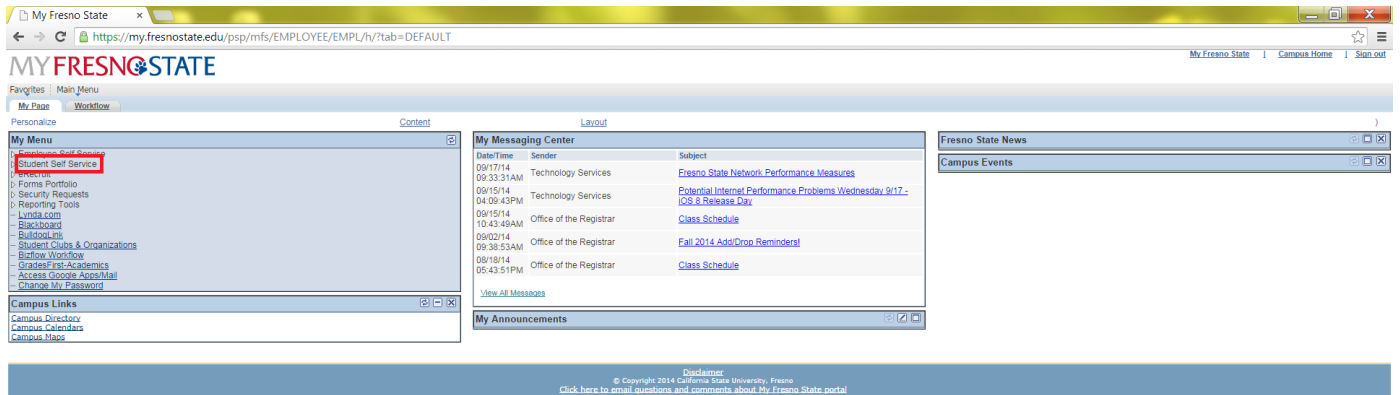 My Fresno State
https://my.fresnostate.edu/psp/mfs/EMPLOYEE/EMPL/h/?tab=DEFAULT
My Fresno State | Campus Home | Sign out
MY FRESNO STATE
Favorites Main Menu
My Page Workflow
Personalize Content Layout )
My Menu
Employee Self Service
Student Self Service
eRecruit
Forms Portfolio
Security Requests
Reporting Tools
Lynda.com
Blackboard
BulldogLink
Student Clubs & Organizations
Bizflow Workflow
GradesFirst-Academics
Access Google Apps/Mail
Change My Password
Campus Links
Campus Directory
Campus Calendars
Campus Maps
My Messaging Center
Date/Time Sender Subject
09/17/14
09:33:31AM Technology Services Fresno State Network Performance Measures
09/15/14
04:09:43PM Technology Services Potential Internet Performance Problems Wednesday 9/17 -
iOS 8 Release Day
09/15/14
10:43:49AM Office of the Registrar Class Schedule
09/02/14
09:38:53AM Office of the Registrar Fall 2014 Add/Drop Reminders!
08/18/14
05:43:51PM Office of the Registrar Class Schedule
View All Messages
My Announcements
Fresno State News
Campus Events
Disclaimer
© Copyright 2014 California State University, Fresno
Click here to email questions and comments about My Fresno State portal